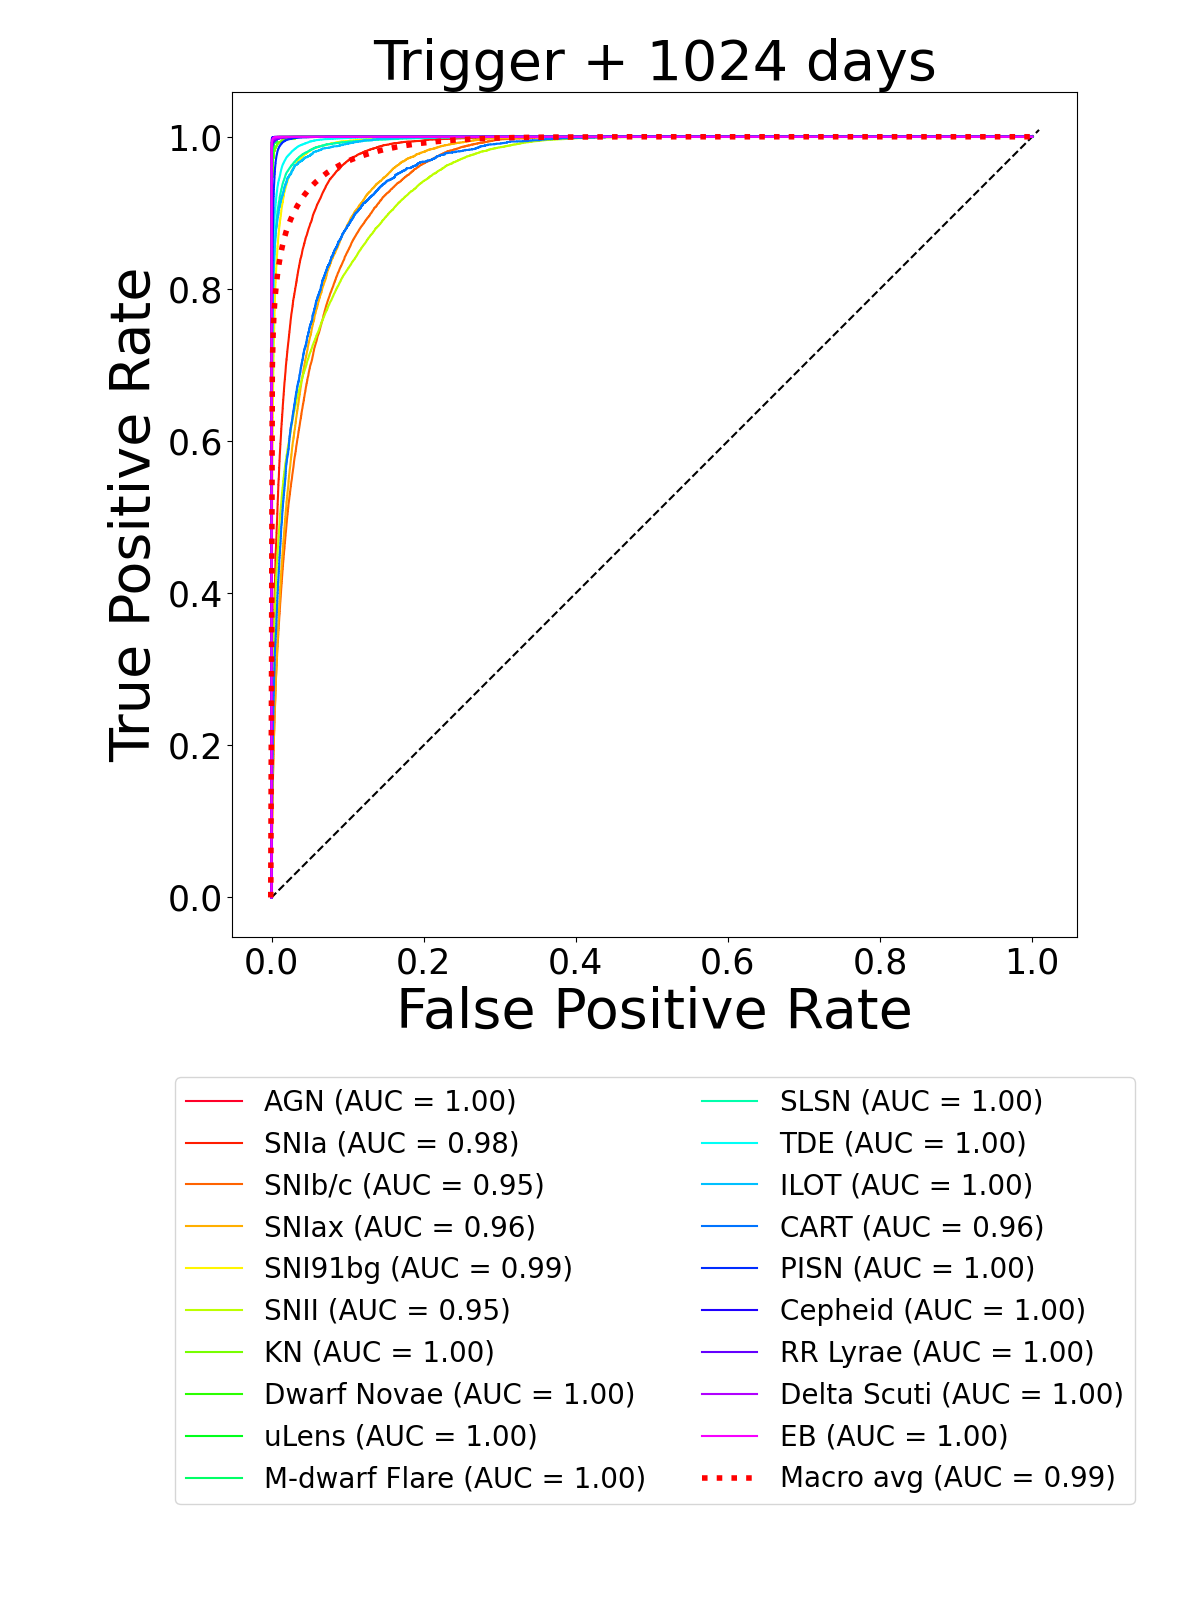 Trigger + 1024 days
True Positive Rate
1.0
0.8
0.6
0.4
0.2
0.0
0.0 0.2 0.4 0.6 0.8 1.0
False Positive Rate
AGN (AUC = 1.00)
SNIa (AUC = 0.98)
SNIb/c (AUC = 0.95)
SNIax (AUC = 0.96)
SNI91bg (AUC = 0.99)
SNII (AUC = 0.95)
KN (AUC = 1.00)
Dwarf Novae (AUC = 1.00)
uLens (AUC = 1.00)
M-dwarf Flare (AUC = 1.00)
SLSN (AUC = 1.00)
TDE (AUC = 1.00)
ILOT (AUC = 1.00)
CART (AUC = 0.96)
PISN (AUC = 1.00)
Cepheid (AUC = 1.00)
RR Lyrae (AUC = 1.00)
Delta Scuti (AUC = 1.00)
EB (AUC = 1.00)
Macro avg (AUC = 0.99)